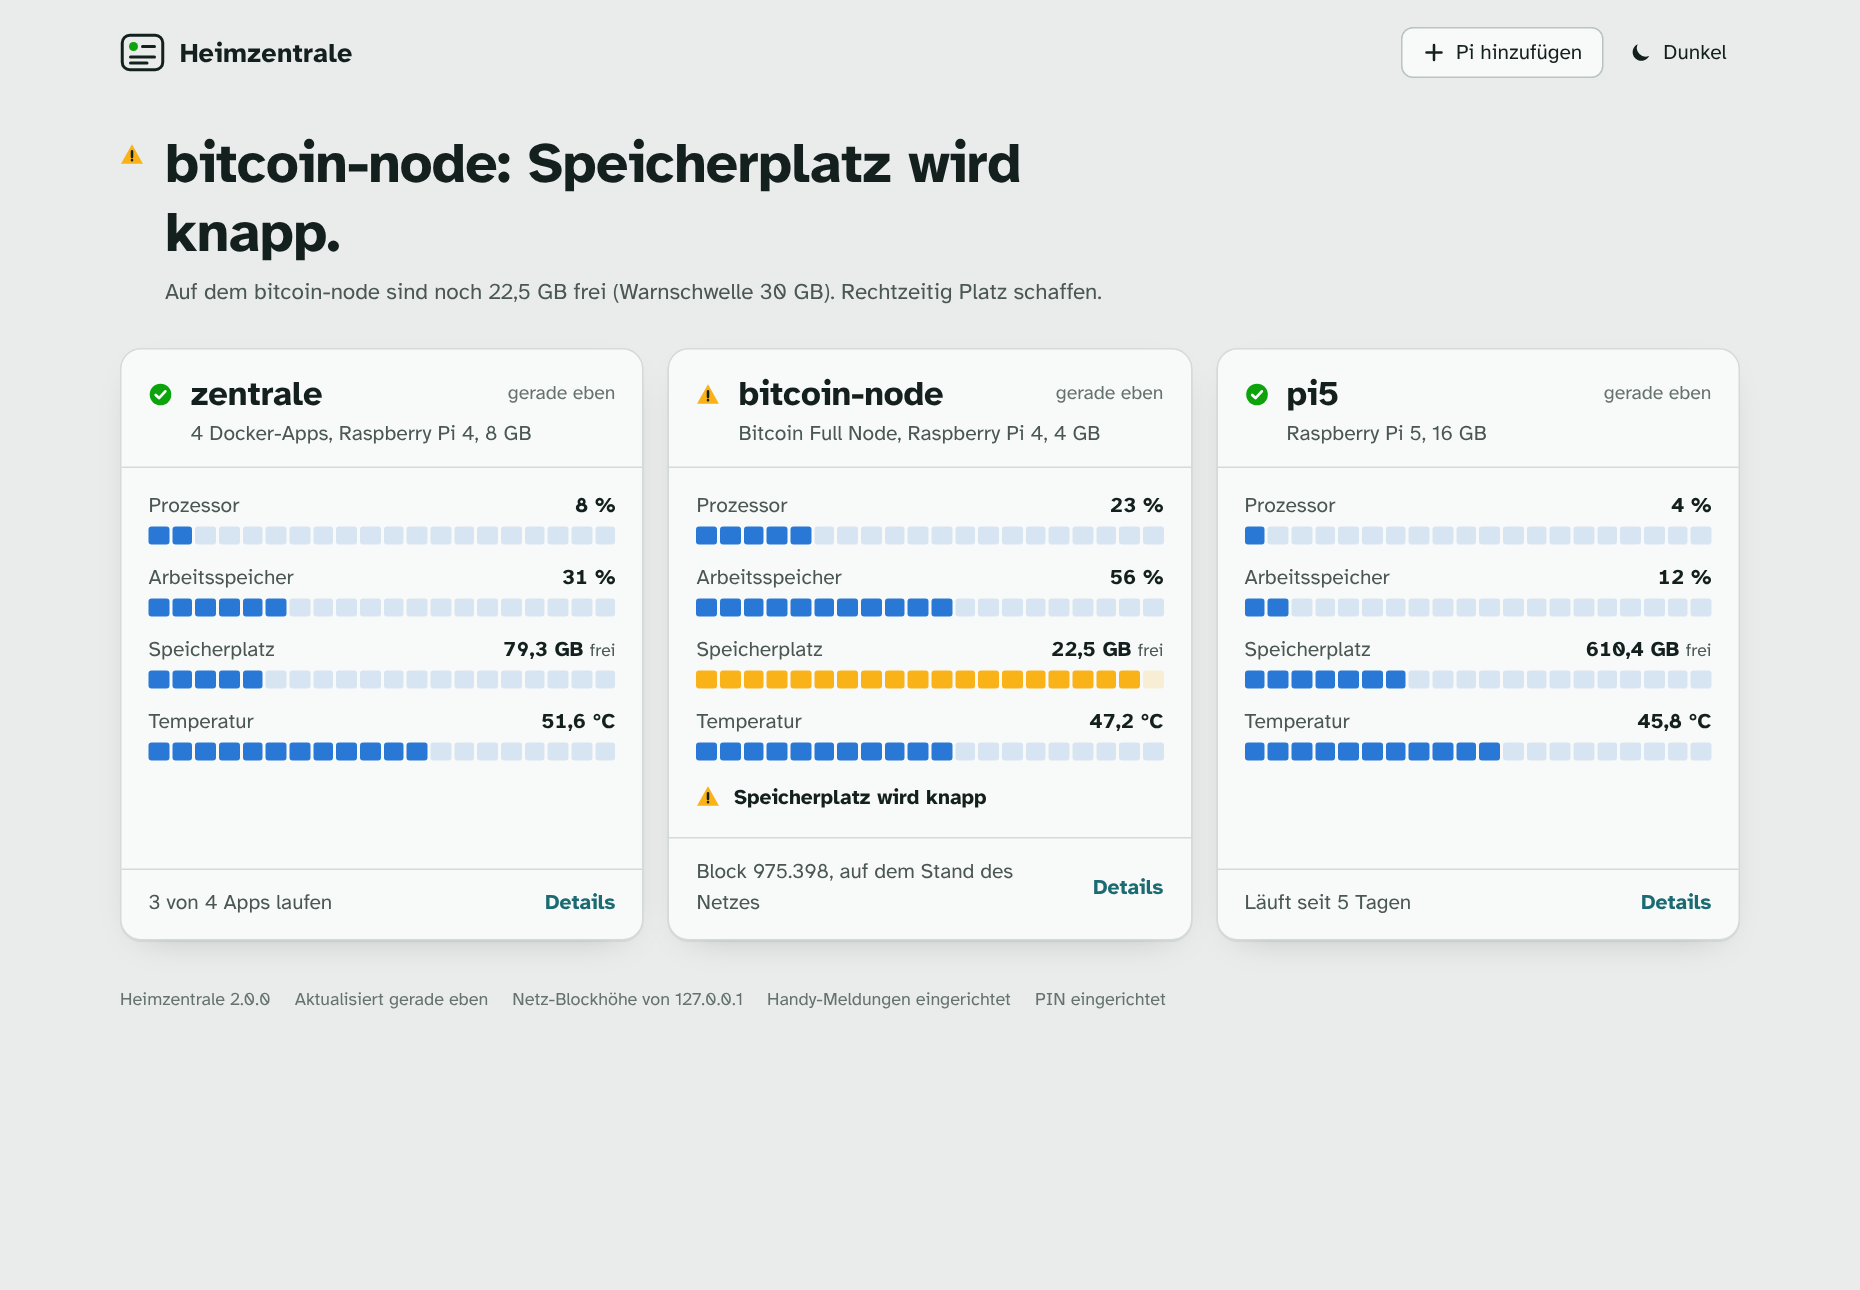 Heimzentrale
Pi hinzufügen
Dunkel
bitcoin-node: Speicherplatz wird
knapp.
Auf dem bitcoin-node sind noch 22,5 GB frei (Warnschwelle 30 GB). Rechtzeitig Platz schaffen.
zentrale
gerade eben
4 Docker-Apps, Raspberry Pi 4, 8 GB
Prozessor 8 %
Arbeitsspeicher 31 %
Speicherplatz 79,3 GB frei
Temperatur 51,6 °C
3 von 4 Apps laufen
Details
bitcoin-node
gerade eben
Bitcoin Full Node, Raspberry Pi 4, 4 GB
Prozessor 23 %
Arbeitsspeicher 56 %
Speicherplatz 22,5 GB frei
Temperatur 47,2 °C
Speicherplatz wird knapp
Block 975.398, auf dem Stand des
Netzes
Details
pi5
gerade eben
Raspberry Pi 5, 16 GB
Prozessor 4 %
Arbeitsspeicher 12 %
Speicherplatz 610,4 GB frei
Temperatur 45,8 °C
Läuft seit 5 Tagen
Details
Heimzentrale 2.0.0 Aktualisiert gerade eben Netz-Blockhöhe von 127.0.0.1 Handy-Meldungen eingerichtet PIN eingerichtet